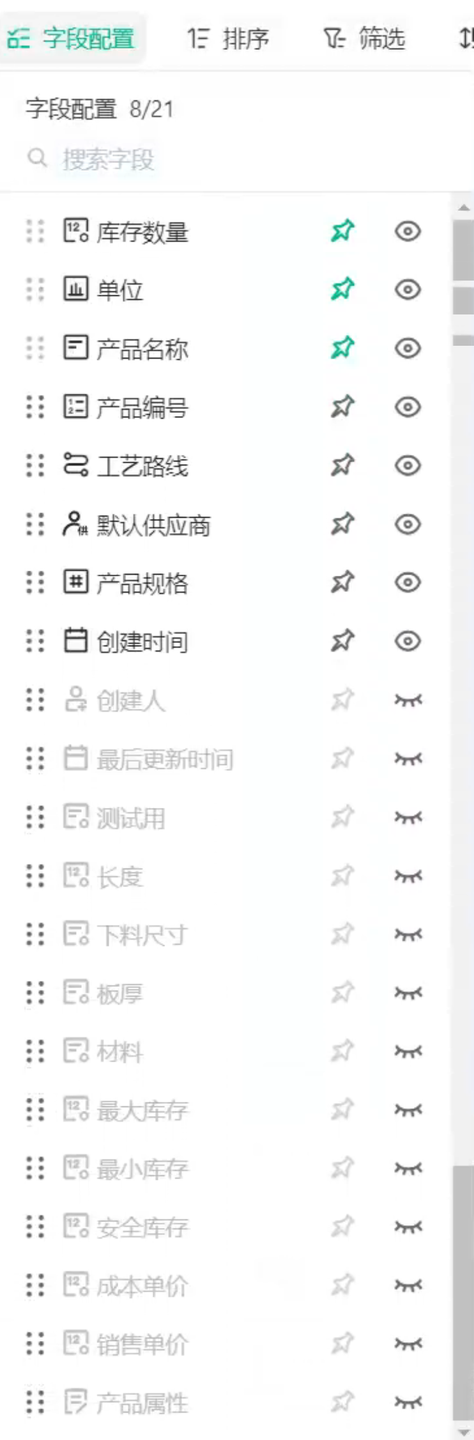 字段配置 排序 筛选
字段配置 8/21
搜索字段
库存数量
单位
产品名称
产品编号
工艺路线
默认供应商
产品规格
创建时间
创建人
最后更新时间
测试用
长度
下料尺寸
板厚
材料
最大库存
最小库存
安全库存
成本单价
销售单价
产品属性